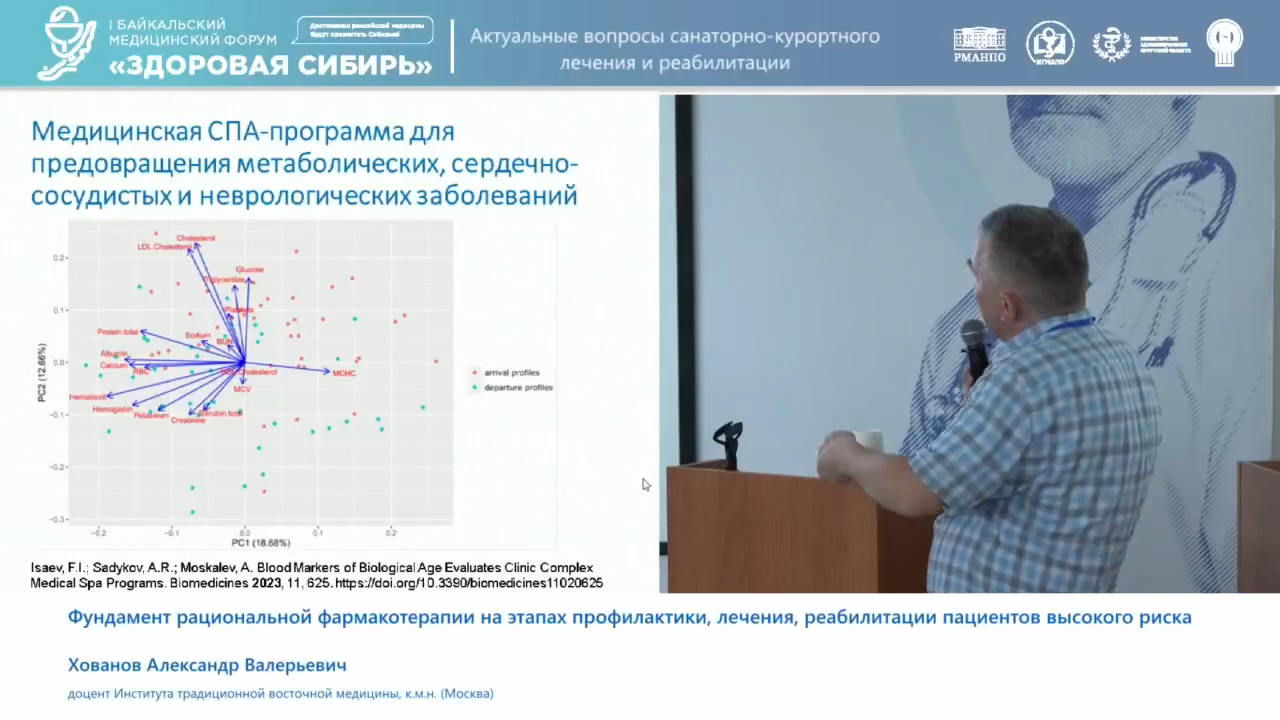 I БАЙКАЛЬСКИЙ
МЕДИЦИНСКИЙ ФОРУМ
«ЗДОРОВАЯ СИБИРЬ»
Достижения российской медицины
будут прирастать Сибирью!
Актуальные вопросы санаторно-курортного
лечения и реабилитации
РМАНПО
ИГМАПО
Медицинская СПА-программа для
предовращения метаболических, сердечно-
сосудистых и неврологических заболеваний
Cholesterol
LDL Cholesterol
Glucose
Triglycerides
Platelets
Protein total
Sodium
BUN
Albumin
Calcium
RBC
Cholesterol
MCHC
MCV
Hematocrit
Hemoglobin
Potassium
Bilirubin total
Creatinine
0.2
0.1
0.0
-0.1
-0.2
-0.3
PC2 (12.66%)
-0.2
-0.1
0.0
0.1
0.2
PC1 (18.66%)
arrival profiles
departure profiles
Isaev, F.I.; Sadykov, A.R.; Moskalev, A. Blood Markers of Biological Age Evaluates Clinic Complex
Medical Spa Programs. Biomedicines 2023, 11, 625. https://doi.org/10.3390/biomedicines11020625
Фундамент рациональной фармакотерапии на этапах профилактики, лечения, реабилитации пациентов высокого риска
Хованов Александр Валерьевич
доцент Института традиционной восточной медицины, к.м.н. (Москва)